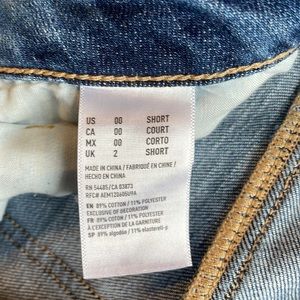 US 00 SHORT
CA 00 COURT
MX 00 CORTO
UK 2 SHORT
MADE IN CHINA / FABRIQUÉ EN CHINE /
HECHO EN CHINA
RN 54485/CA 03873
RFC# AEM120605U9A
EN 89% COTTON / 11% POLYESTER
EXCLUSIVE OF DECORATION
FR 89% COTON / 11% POLYESTER
À L'EXCEPTION DE LA GARNITURE
SP 89% algodón / 11%